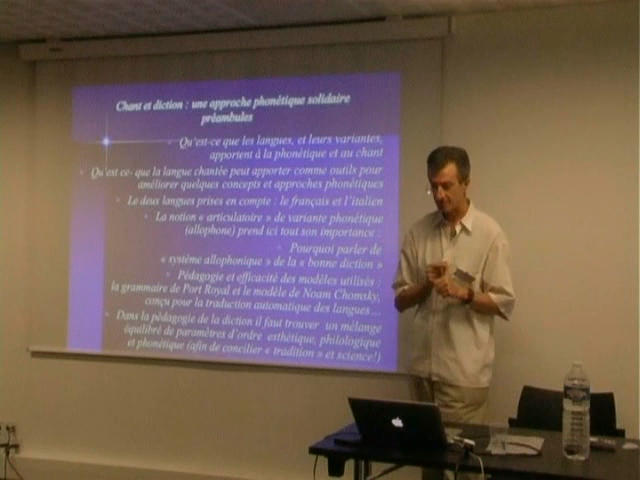 Chant et diction : une approche phonétique solidaire
préambules
Qu'est-ce que les langues, et leurs variantes,
apportent à la phonétique et au chant
Qu'est ce- que la langue chantée peut apporter comme outils pour
améliorer quelques concepts et approches phonétiques
Le deux langues prises en compte : le français et l'italien
La notion « articulatoire » de variante phonétique
(allophone) prend ici tout son importance :
Pourquoi parler de
« système allophonique » de la « bonne diction »
Pédagogie et efficacité des modèles utilisés :
la grammaire de Port Royal et le modèle de Noam Chomsky,
conçu pour la traduction automatique des langues...
Dans la pédagogie de la diction il faut trouver un mélange
équilibré de paramètres d'ordre esthétique, philologique
et phonétique (afin de concilier « tradition » et science!)